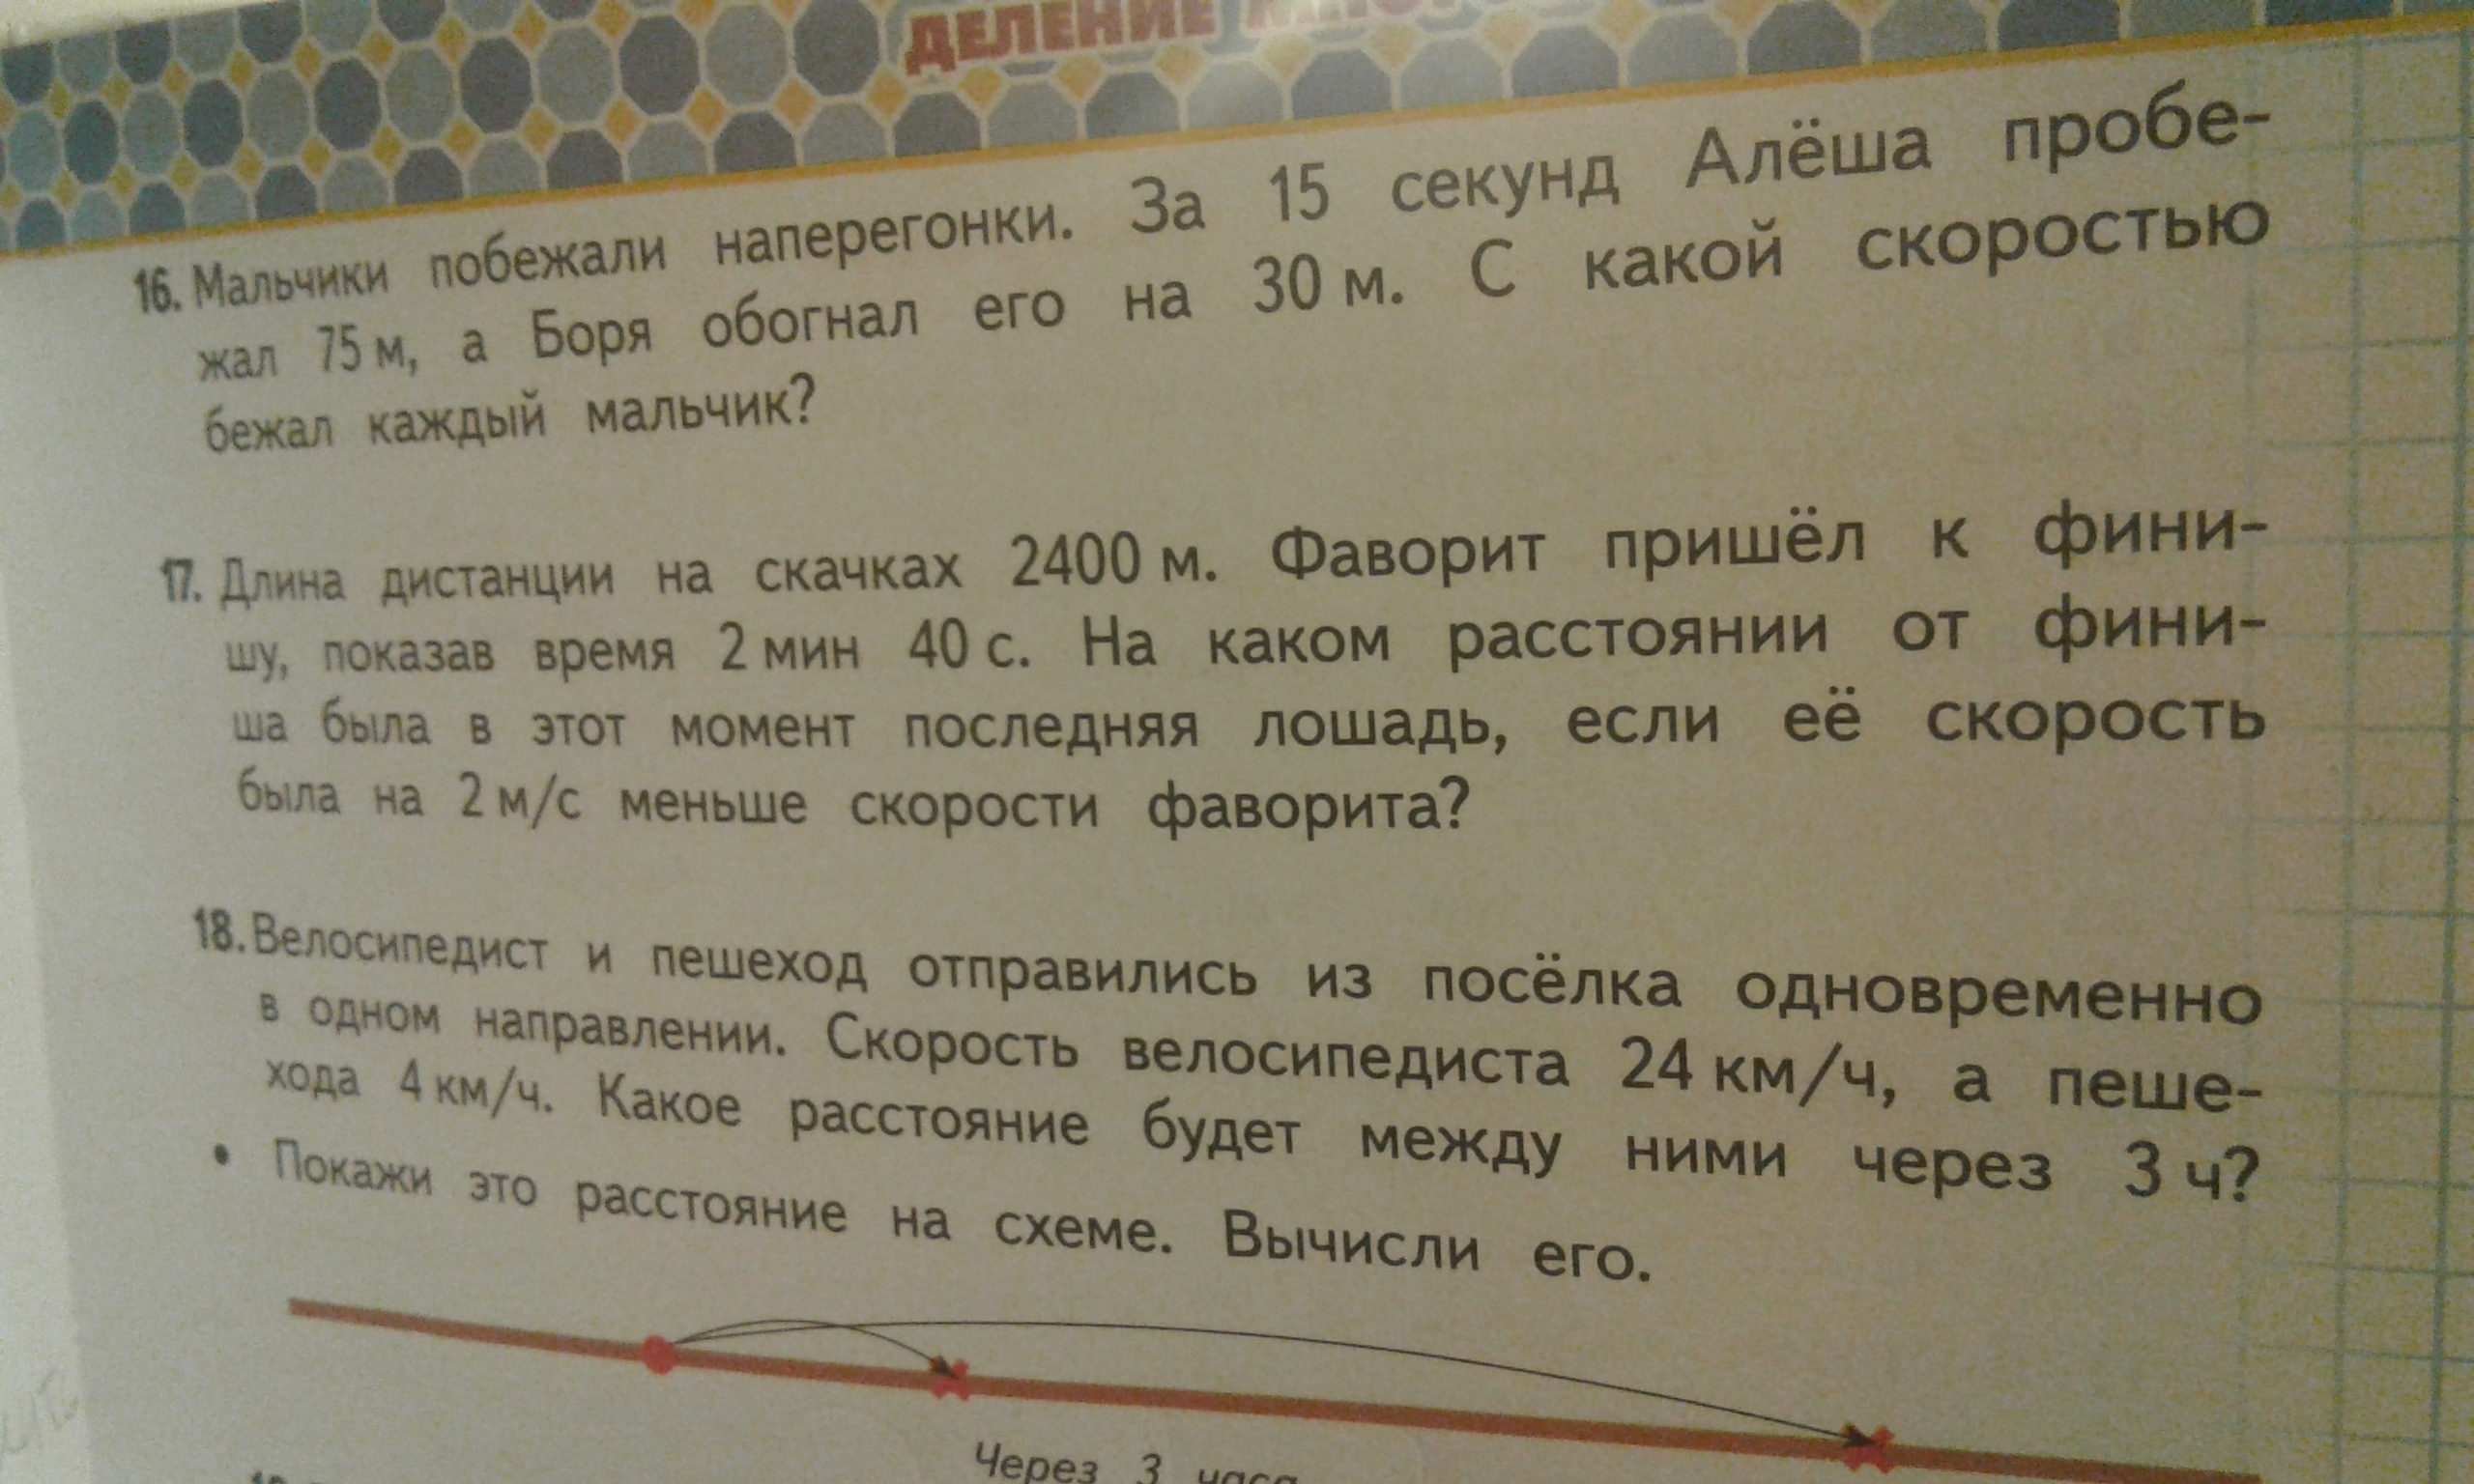 ДЕЛЕНИЕ
16. Мальчики побежали наперегонки. За 15 секунд Алёша пробе-
жал 75 м, а Боря обогнал его на 30 м. С какой скоростью
бежал каждый мальчик?
17. Длина дистанции на скачках 2400 м. Фаворит пришёл к фини-
шу, показав время 2 мин 40 с. На каком расстоянии от фини-
ша была в этот момент последняя лошадь, если её скорость
была на 2 м/с меньше скорости фаворита?
18. Велосипедист и пешеход отправились из посёлка одновременно
в одном направлении. Скорость велосипедиста 24 км/ч, а пеше-
хода 4 км/ч. Какое расстояние будет между ними через 3 ч?
• Покажи это расстояние на схеме. Вычисли его.
Через 3 часа